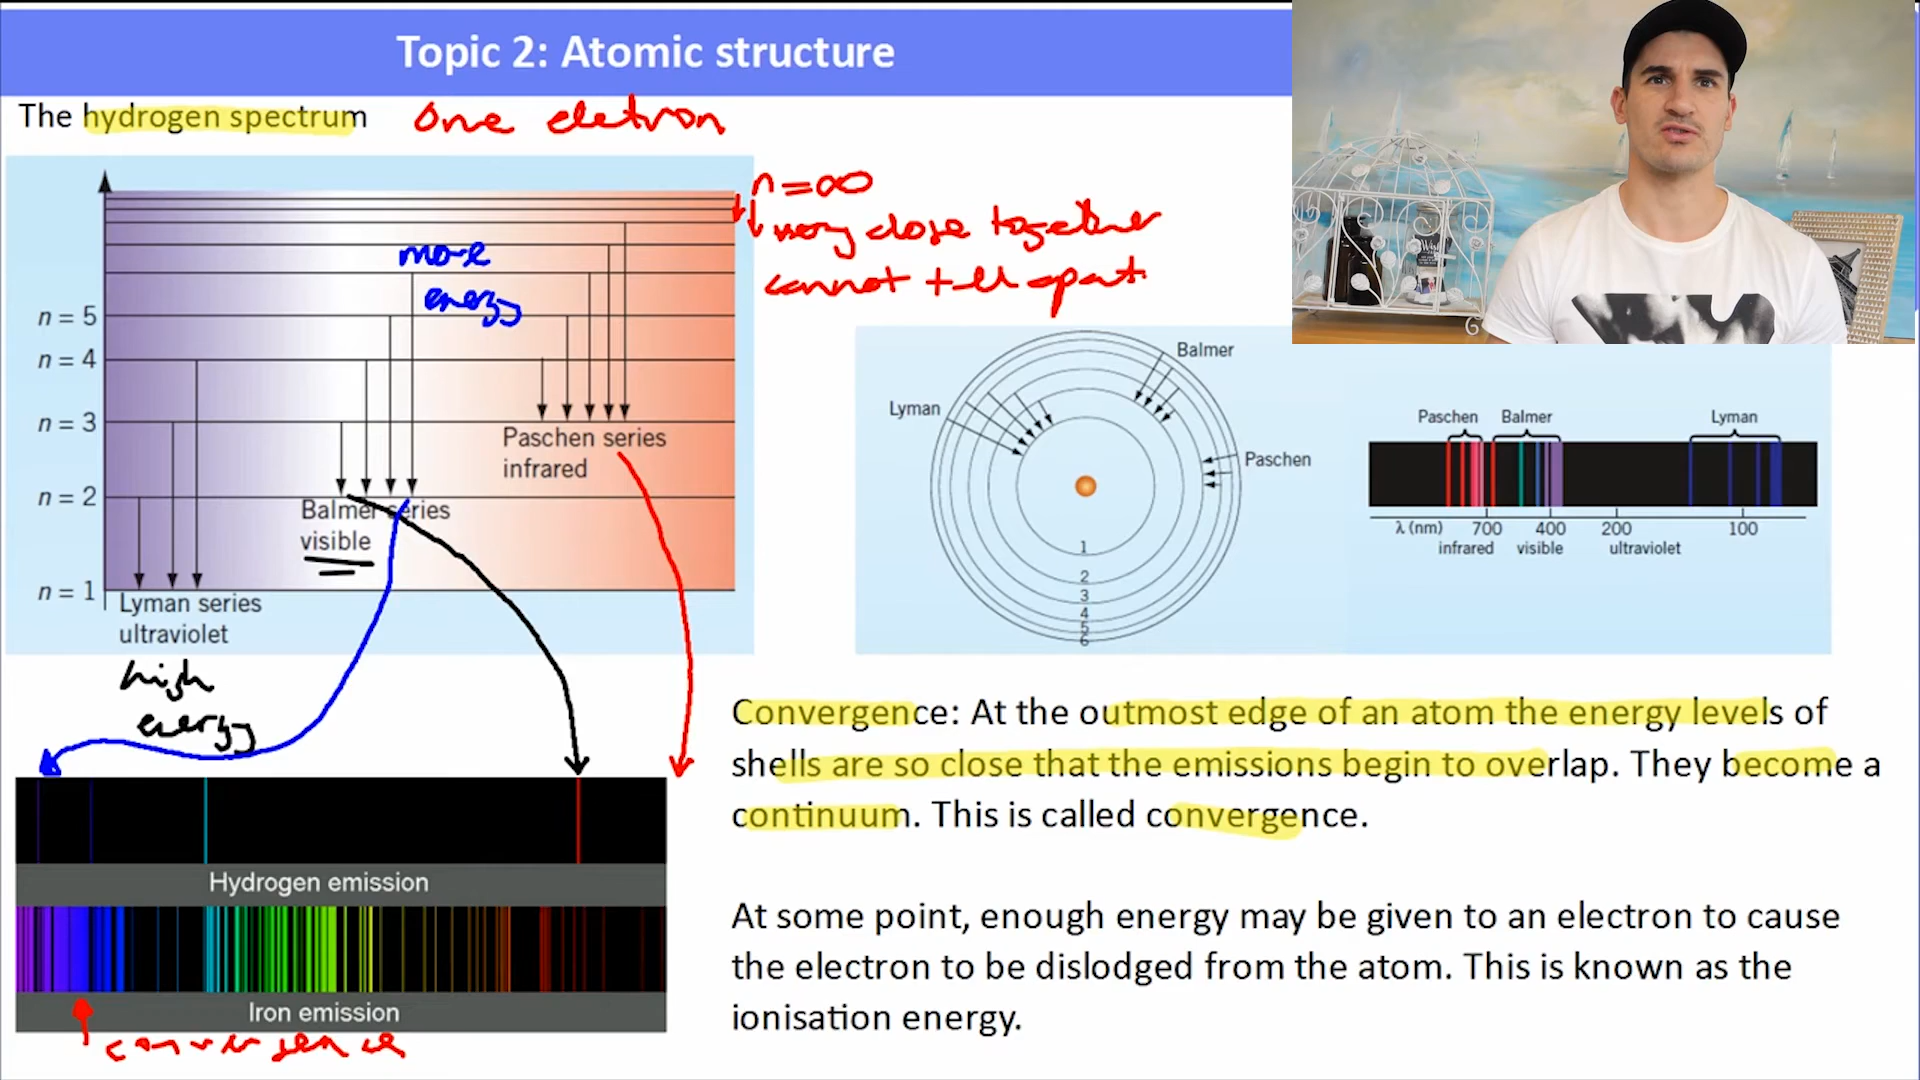 Topic 2: Atomic structure
The hydrogen spectrum
One eletron
n=∞
very close together
cannot tell apart
more
energy
n = 5
n = 4
n = 3
n = 2
n = 1
Paschen series
infrared
Balmer series
visible
Lyman series
ultraviolet
high
energy
Balmer
Lyman
Paschen
1
2
3
4
5
6
Paschen Balmer Lyman
λ (nm) 700 400 200 100
infrared visible ultraviolet
Hydrogen emission
Iron emission
convergence
Convergence: At the outmost edge of an atom the energy levels of
shells are so close that the emissions begin to overlap. They become a
continuum. This is called convergence.
At some point, enough energy may be given to an electron to cause
the electron to be dislodged from the atom. This is known as the
ionisation energy.